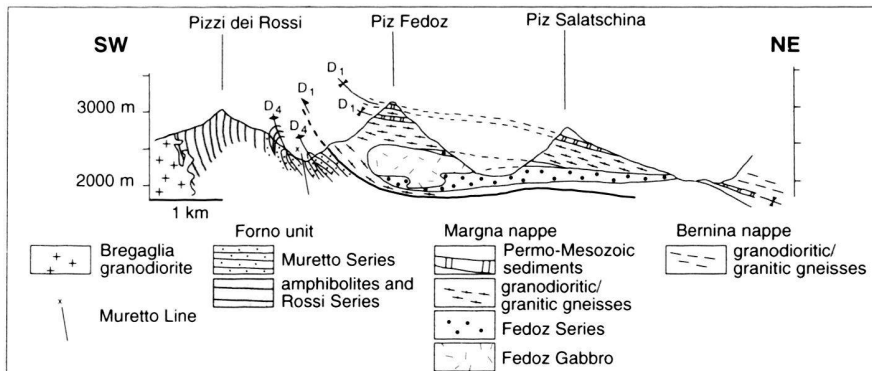 Pizzi dei Rossi Piz Fedoz Piz Salatschina
SW NE
D1
D1
D1
D4
D4
x
3000 m
2000 m
1 km
Forno unit Margna nappe Bernina nappe
Bregaglia
granodiorite
Muretto Line
x
Muretto Series
amphibolites and
Rossi Series
Permo-Mesozoic
sediments
granodioritic/
granitic gneisses
Fedoz Series
Fedoz Gabbro
granodioritic/
granitic gneisses